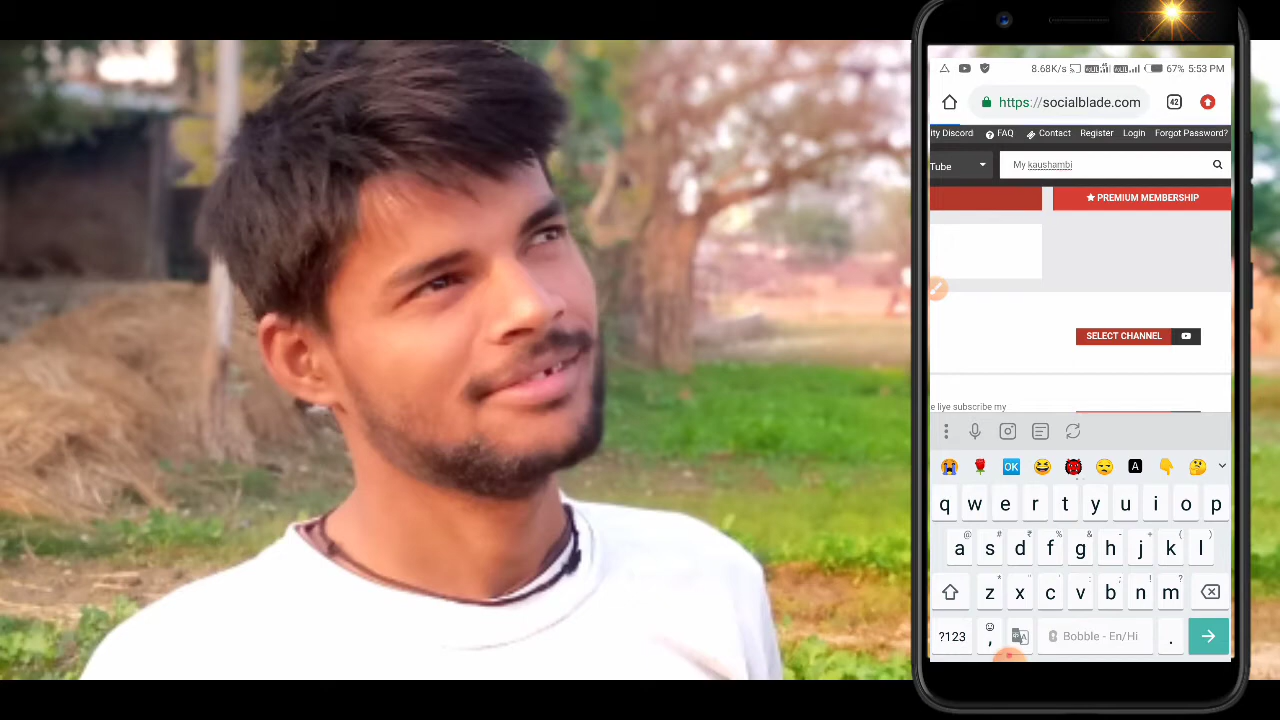 8.68K/s 67% 5:53 PM
https://socialblade.com 42
ity Discord FAQ Contact Register Login Forgot Password?
Tube My kaushambi
PREMIUM MEMBERSHIP
SELECT CHANNEL
e liye subscribe my
OK A
q w e r t y u i o p
@ # ₹ % & - + ( )
a s d f g h j k l
* " ' : ; ! ?
z x c v b n m
?123 , Bobble - En/Hi .